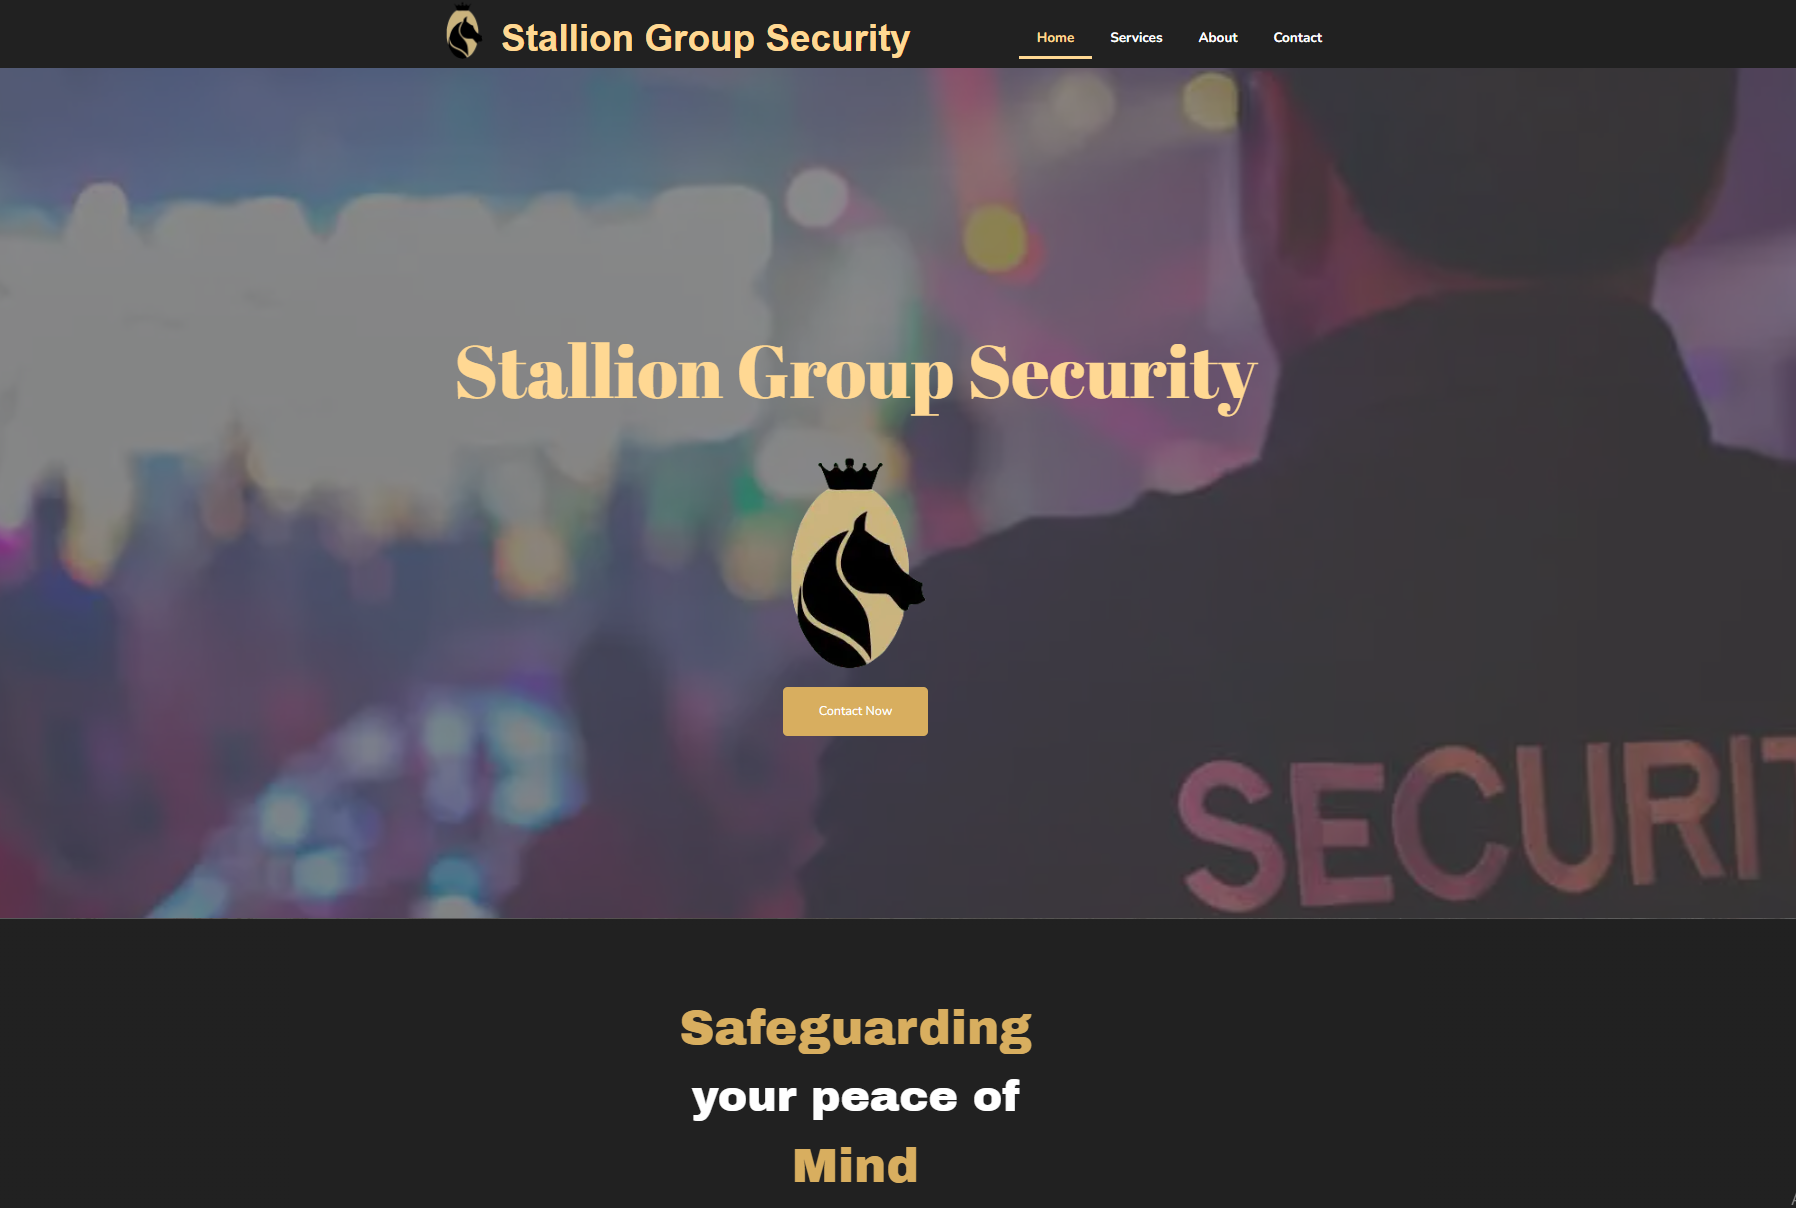 Stallion Group Security
Home Services About Contact
Stallion Group Security
Contact Now
SECURIT
Safeguarding
your peace of
Mind